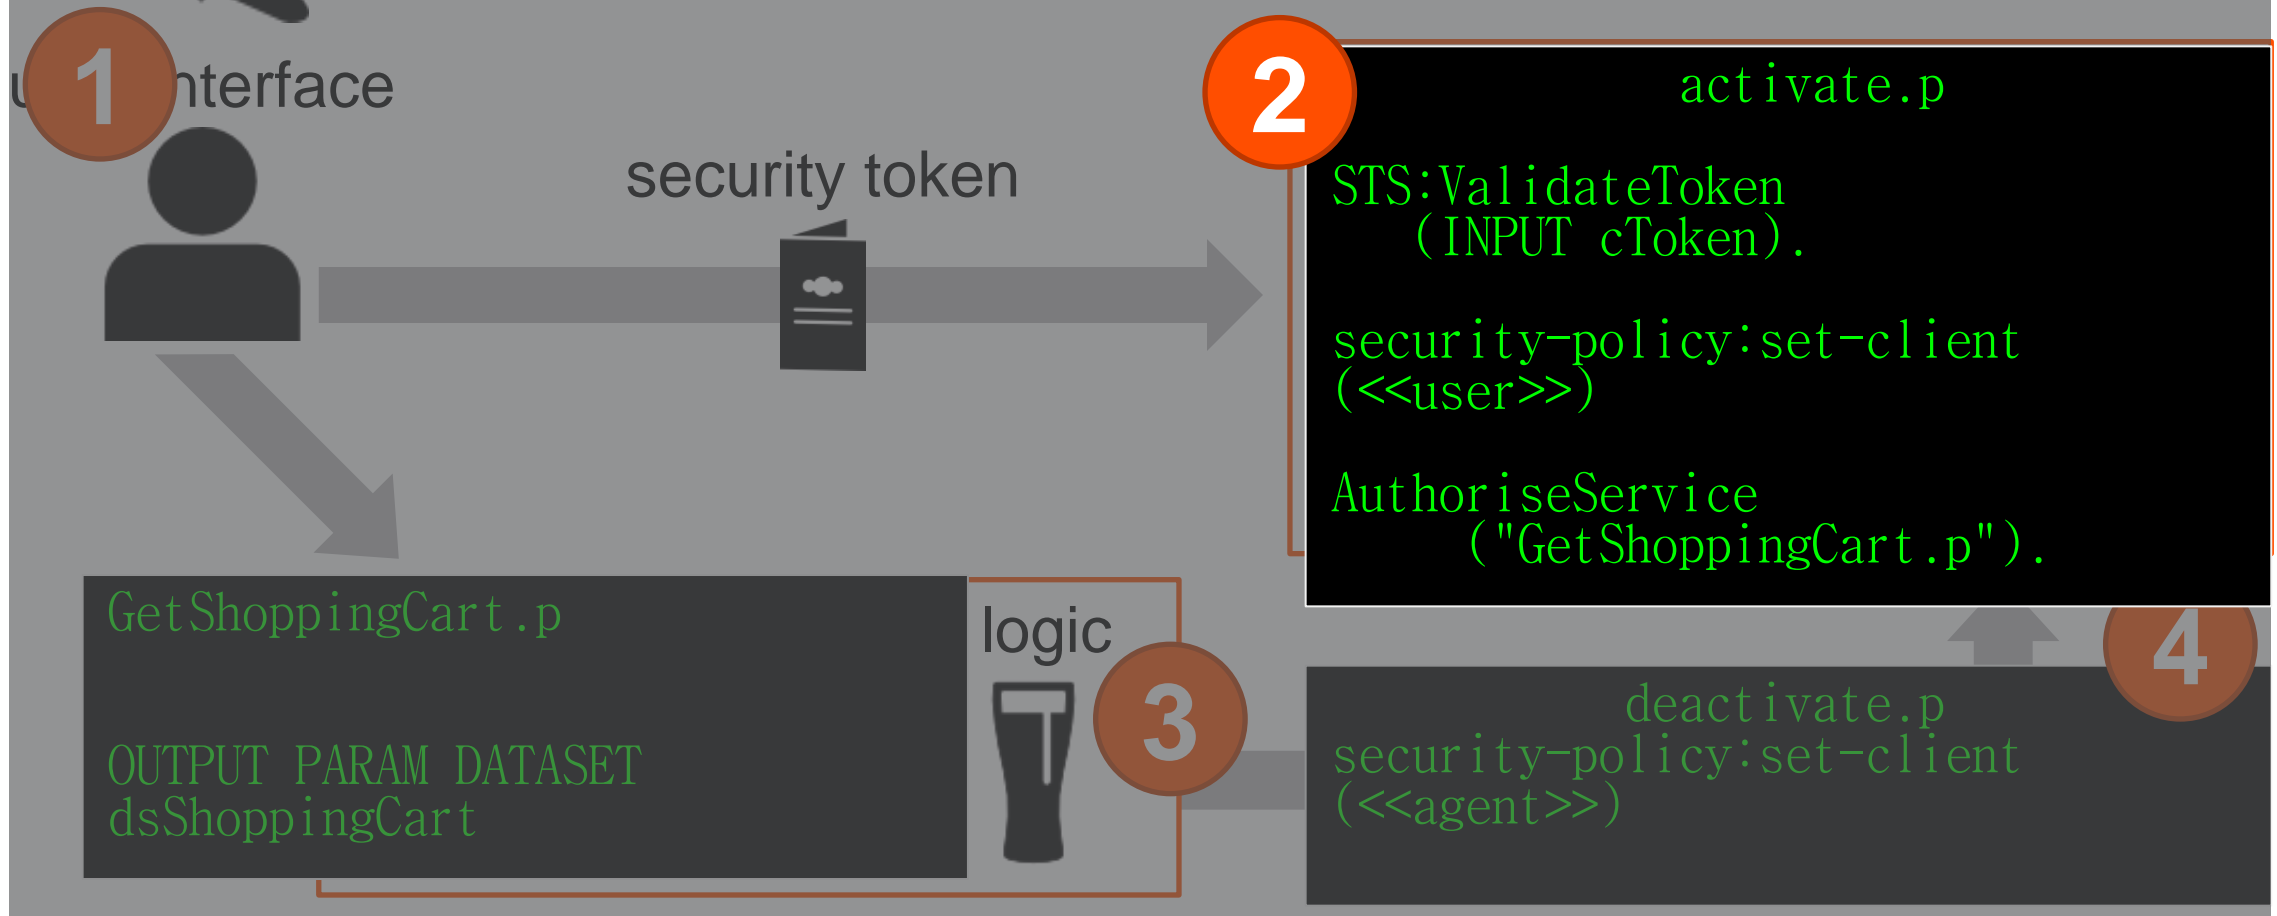 1
nterface
security token
2
activate.p
STS:ValidateToken
(INPUT cToken).
security-policy:set-client
(<<user>>)
AuthoriseService
("GetShoppingCart.p").
GetShoppingCart.p
OUTPUT PARAM DATASET
dsShoppingCart
logic
3
4
deactivate.p
security-policy:set-client
(<<agent>>)